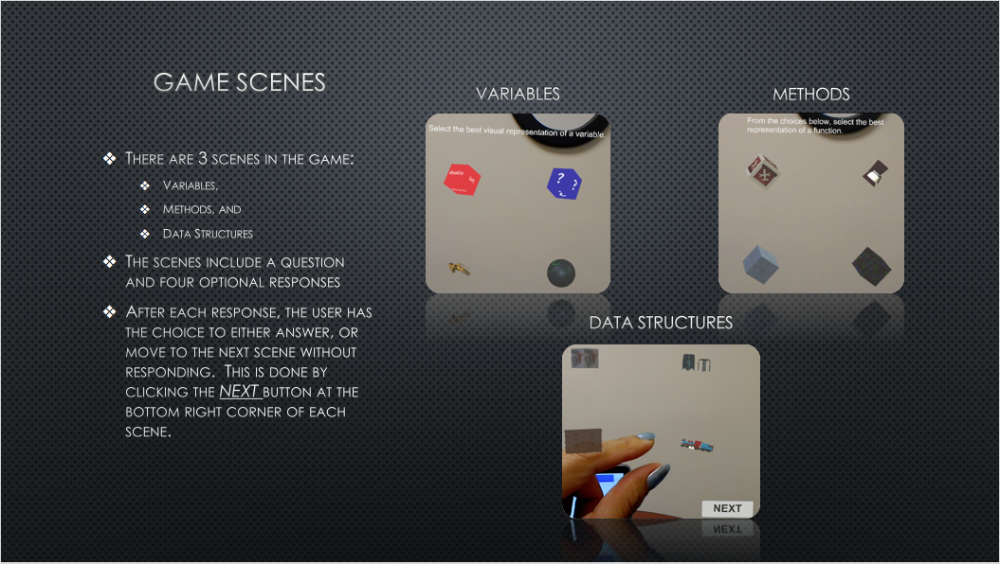 GAME SCENES
THERE ARE 3 SCENES IN THE GAME:
VARIABLES,
METHODS, AND
DATA STRUCTURES
THE SCENES INCLUDE A QUESTION
AND FOUR OPTIONAL RESPONSES
AFTER EACH RESPONSE, THE USER HAS
THE CHOICE TO EITHER ANSWER, OR
MOVE TO THE NEXT SCENE WITHOUT
RESPONDING. THIS IS DONE BY
CLICKING THE NEXT BUTTON AT THE
BOTTOM RIGHT CORNER OF EACH
SCENE.
VARIABLES
Select the best visual representation of a variable.
double
? ?
METHODS
From the choices below, select the best
representation of a function.
DATA STRUCTURES
NEXT